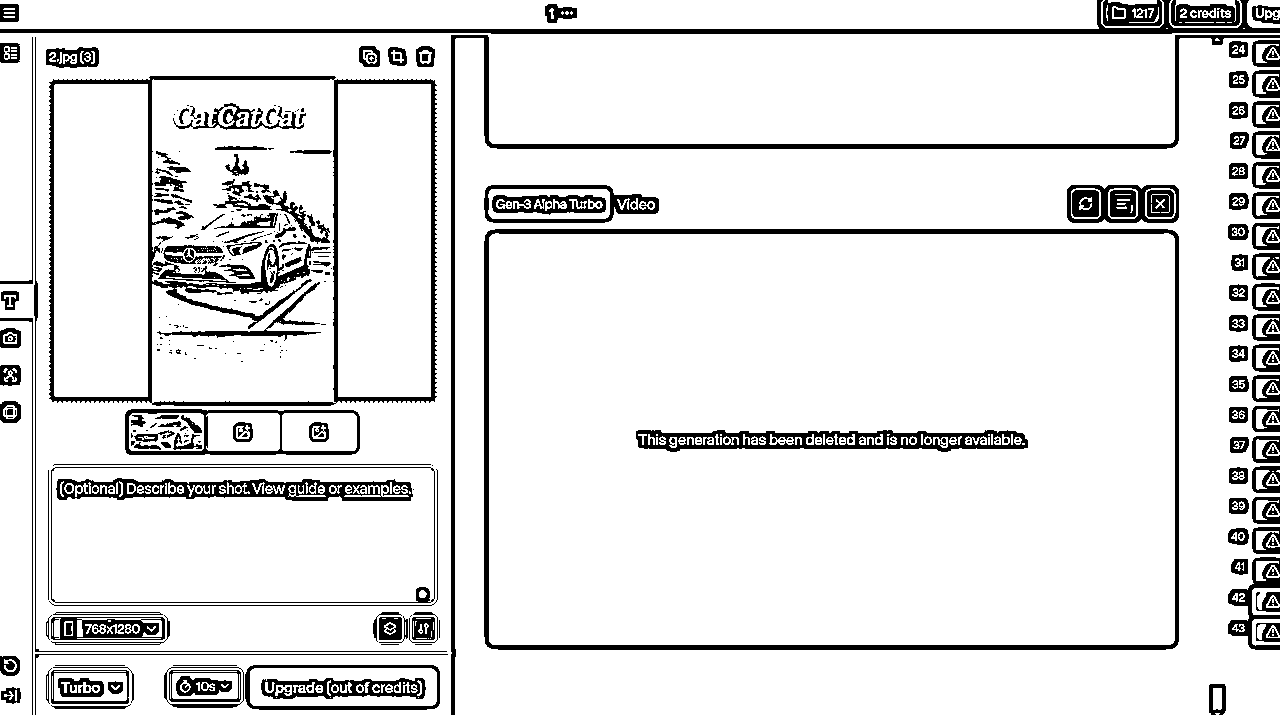 1217
2 credits
Upg
2.jpg (3)
CatCatCat
Gen-3 Alpha Turbo
Video
This generation has been deleted and is no longer available.
(Optional) Describe your shot. View guide or examples.
768x1280
Turbo
10s
Upgrade (out of credits)
24
25
26
27
28
29
30
31
32
33
34
35
36
37
38
39
40
41
42
43